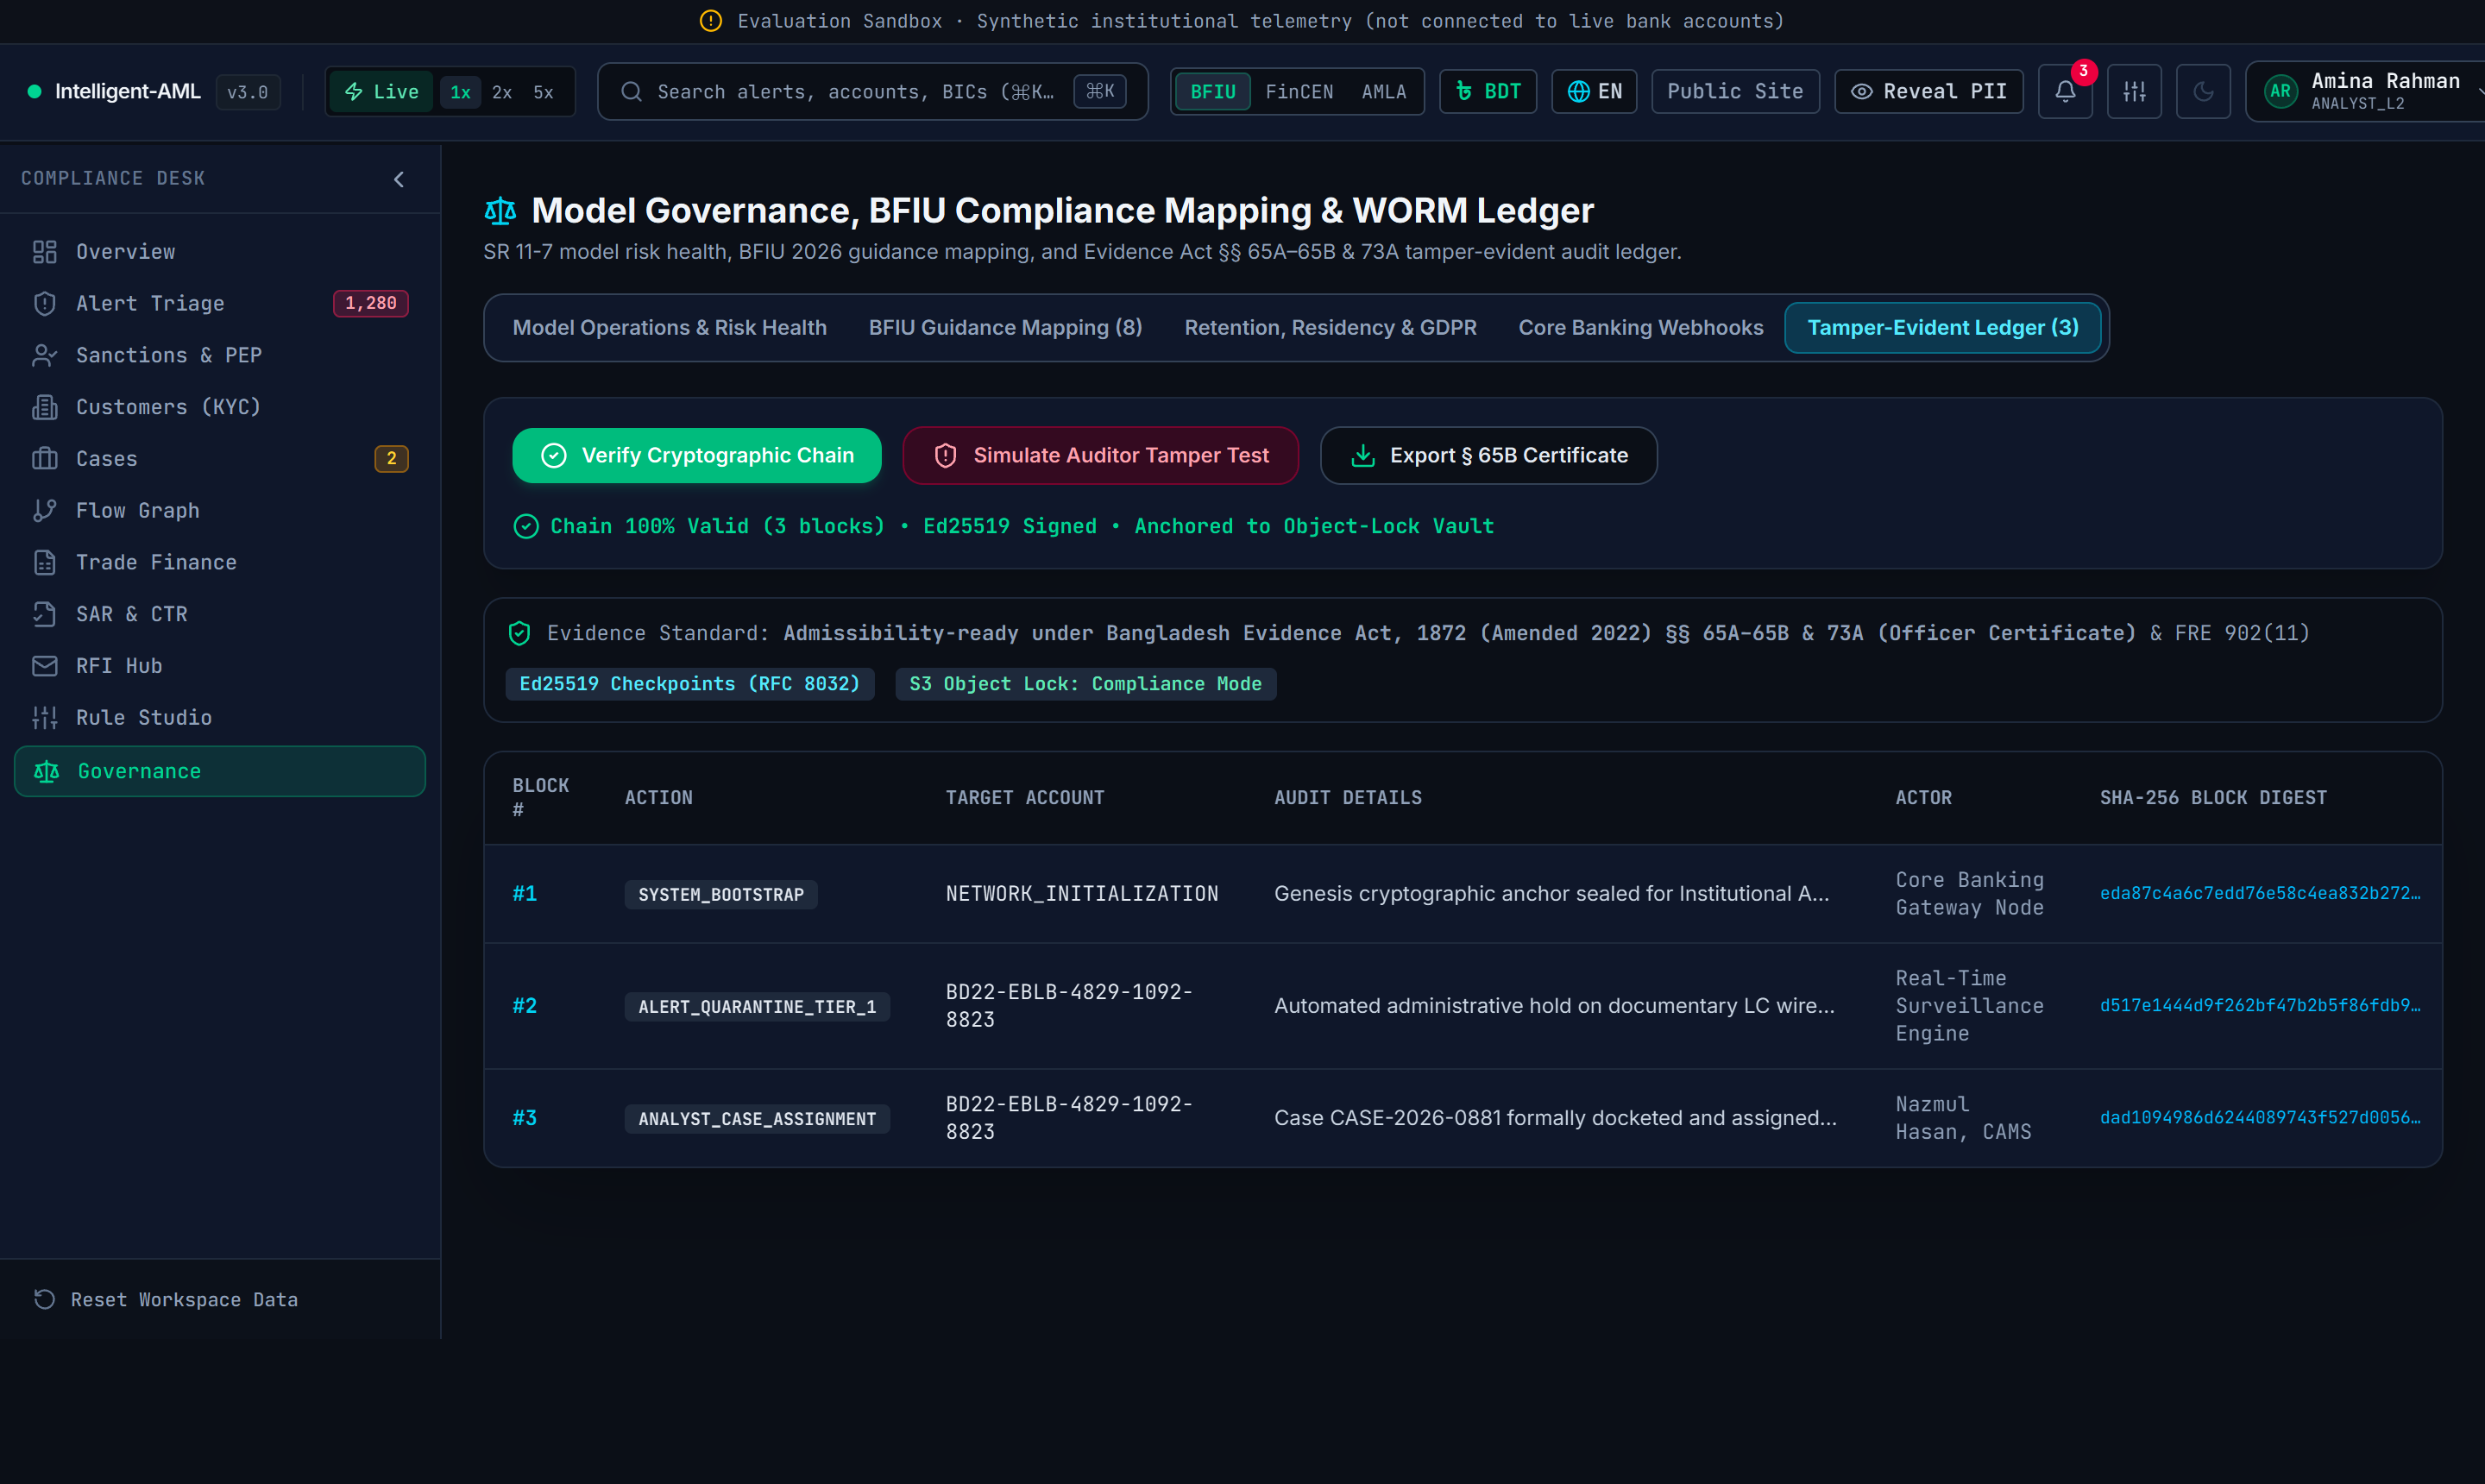 Evaluation Sandbox · Synthetic institutional telemetry (not connected to live bank accounts)
Intelligent-AML v3.0
Live 1x 2x 5x
Search alerts, accounts, BICs (⌘K… ⌘K
BFIU FinCEN AMLA
৳ BDT
EN
Public Site
Reveal PII
3
AR Amina Rahman
ANALYST_L2
COMPLIANCE DESK
Overview
Alert Triage 1,280
Sanctions & PEP
Customers (KYC)
Cases 2
Flow Graph
Trade Finance
SAR & CTR
RFI Hub
Rule Studio
Governance
Reset Workspace Data
Model Governance, BFIU Compliance Mapping & WORM Ledger
SR 11-7 model risk health, BFIU 2026 guidance mapping, and Evidence Act §§ 65A–65B & 73A tamper-evident audit ledger.
Model Operations & Risk Health BFIU Guidance Mapping (8) Retention, Residency & GDPR Core Banking Webhooks Tamper-Evident Ledger (3)
Verify Cryptographic Chain Simulate Auditor Tamper Test Export § 65B Certificate
Chain 100% Valid (3 blocks) • Ed25519 Signed • Anchored to Object-Lock Vault
Evidence Standard: Admissibility-ready under Bangladesh Evidence Act, 1872 (Amended 2022) §§ 65A–65B & 73A (Officer Certificate) & FRE 902(11)
Ed25519 Checkpoints (RFC 8032) S3 Object Lock: Compliance Mode
BLOCK
# ACTION TARGET ACCOUNT AUDIT DETAILS ACTOR SHA-256 BLOCK DIGEST
#1 SYSTEM_BOOTSTRAP NETWORK_INITIALIZATION Genesis cryptographic anchor sealed for Institutional A… Core Banking
Gateway Node eda87c4a6c7edd76e58c4ea832b272…
#2 ALERT_QUARANTINE_TIER_1 BD22-EBLB-4829-1092-
8823 Automated administrative hold on documentary LC wire… Real-Time
Surveillance
Engine d517e1444d9f262bf47b2b5f86fdb9…
#3 ANALYST_CASE_ASSIGNMENT BD22-EBLB-4829-1092-
8823 Case CASE-2026-0881 formally docketed and assigned… Nazmul
Hasan, CAMS dad1094986d6244089743f527d0056…